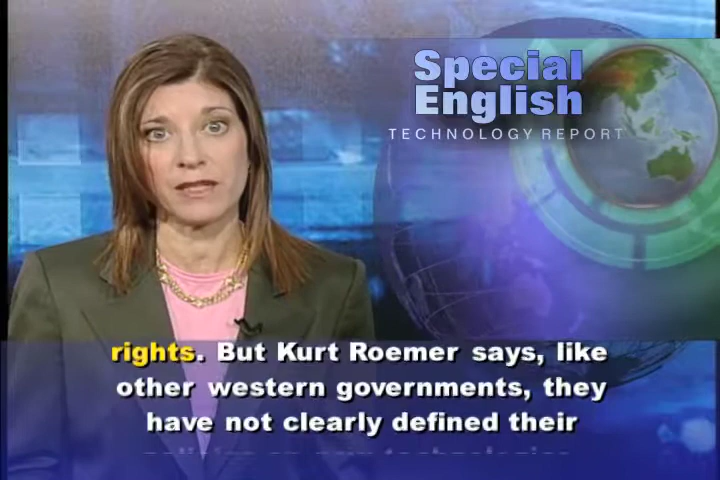 Special
English
TECHNOLOGY REPORT
rights. But Kurt Roemer says, like
other western governments, they
have not clearly defined their